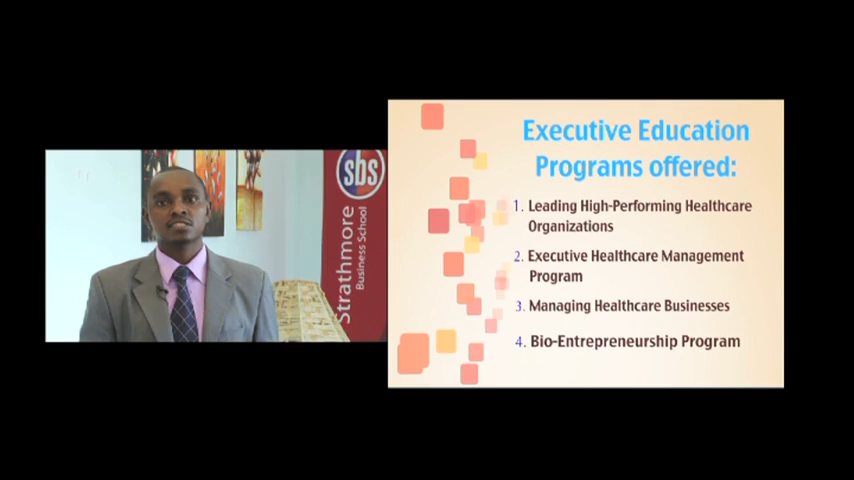 sbs
Strathmore
Business School
Executive Education
Programs offered:
1. Leading High-Performing Healthcare
Organizations
2. Executive Healthcare Management
Program
3. Managing Healthcare Businesses
4. Bio-Entrepreneurship Program